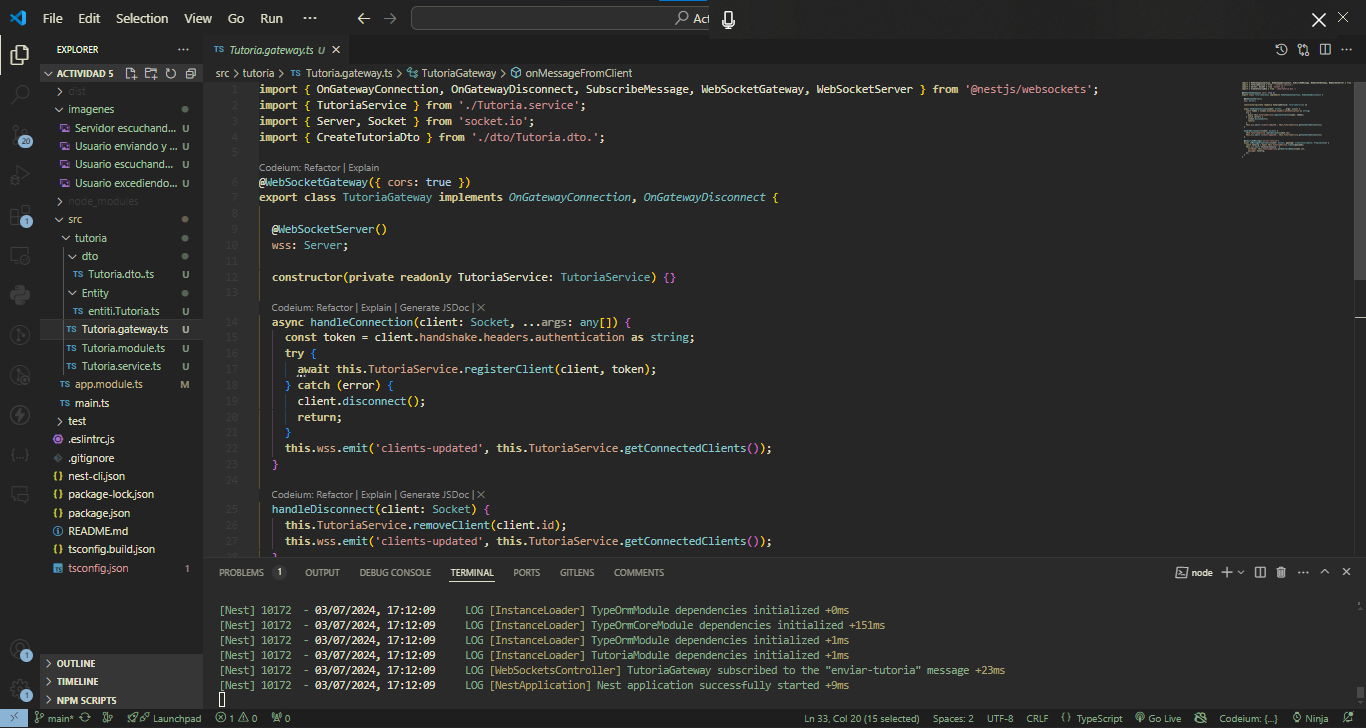 File Edit Selection View Go Run ··· Act
EXPLORER ···
ACTIVIDAD 5
dist
imagenes
Servidor escuchand... U
Usuario enviando y ... U
Usuario escuchand... U
Usuario excediendo... U
node_modules
src
tutoria
dto
TS Tutoria.dto..ts U
Entity
TS entiti.Tutoria.ts U
TS Tutoria.gateway.ts U
TS Tutoria.module.ts U
TS Tutoria.service.ts U
TS app.module.ts M
TS main.ts
test
.eslintrc.js
.gitignore
{} nest-cli.json
{} package-lock.json
{} package.json
README.md
{} tsconfig.build.json
tsconfig.json 1
OUTLINE
TIMELINE
NPM SCRIPTS
20
1
1
1
TS Tutoria.gateway.ts U
src > tutoria > TS Tutoria.gateway.ts > TutoriaGateway > onMessageFromClient
1 import { OnGatewayConnection, OnGatewayDisconnect, SubscribeMessage, WebSocketGateway, WebSocketServer } from '@nestjs/websockets';
2 import { TutoriaService } from './Tutoria.service';
3 import { Server, Socket } from 'socket.io';
4 import { CreateTutoriaDto } from './dto/Tutoria.dto.';
5
Codeium: Refactor | Explain
6 @WebSocketGateway({ cors: true })
7 export class TutoriaGateway implements OnGatewayConnection, OnGatewayDisconnect {
8
9 @WebSocketServer()
10 wss: Server;
11
12 constructor(private readonly TutoriaService: TutoriaService) {}
13
Codeium: Refactor | Explain | Generate JSDoc | X
14 async handleConnection(client: Socket, ...args: any[]) {
15 const token = client.handshake.headers.authentication as string;
16 try {
17 await this.TutoriaService.registerClient(client, token);
18 } catch (error) {
19 client.disconnect();
20 return;
21 }
22 this.wss.emit('clients-updated', this.TutoriaService.getConnectedClients());
23 }
24
Codeium: Refactor | Explain | Generate JSDoc | X
25 handleDisconnect(client: Socket) {
26 this.TutoriaService.removeClient(client.id);
27 this.wss.emit('clients-updated', this.TutoriaService.getConnectedClients());
28 }
PROBLEMS 1 OUTPUT DEBUG CONSOLE TERMINAL PORTS GITLENS COMMENTS node
[Nest] 10172 - 03/07/2024, 17:12:09 LOG [InstanceLoader] TypeOrmModule dependencies initialized +0ms
[Nest] 10172 - 03/07/2024, 17:12:09 LOG [InstanceLoader] TypeOrmCoreModule dependencies initialized +151ms
[Nest] 10172 - 03/07/2024, 17:12:09 LOG [InstanceLoader] TypeOrmModule dependencies initialized +1ms
[Nest] 10172 - 03/07/2024, 17:12:09 LOG [InstanceLoader] TutoriaModule dependencies initialized +1ms
[Nest] 10172 - 03/07/2024, 17:12:09 LOG [WebSocketsController] TutoriaGateway subscribed to the "enviar-tutoria" message +23ms
[Nest] 10172 - 03/07/2024, 17:12:09 LOG [NestApplication] Nest application successfully started +9ms
main* Launchpad 1 0 0 Ln 33, Col 20 (15 selected) Spaces: 2 UTF-8 CRLF {} TypeScript Go Live Codeium: {...} Ninja